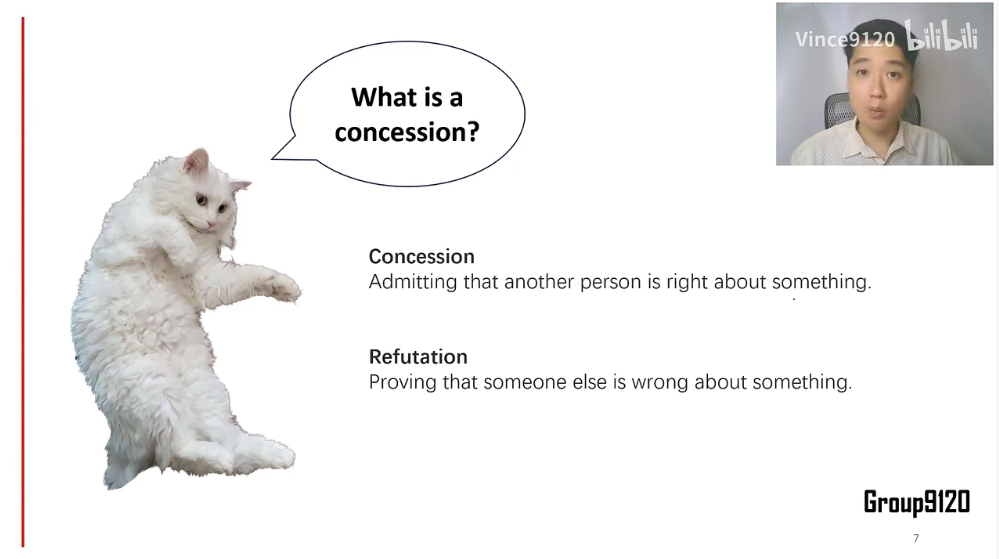 Vince9120 bilibili
What is a
concession?
Concession
Admitting that another person is right about something.
Refutation
Proving that someone else is wrong about something.
Group9120
7